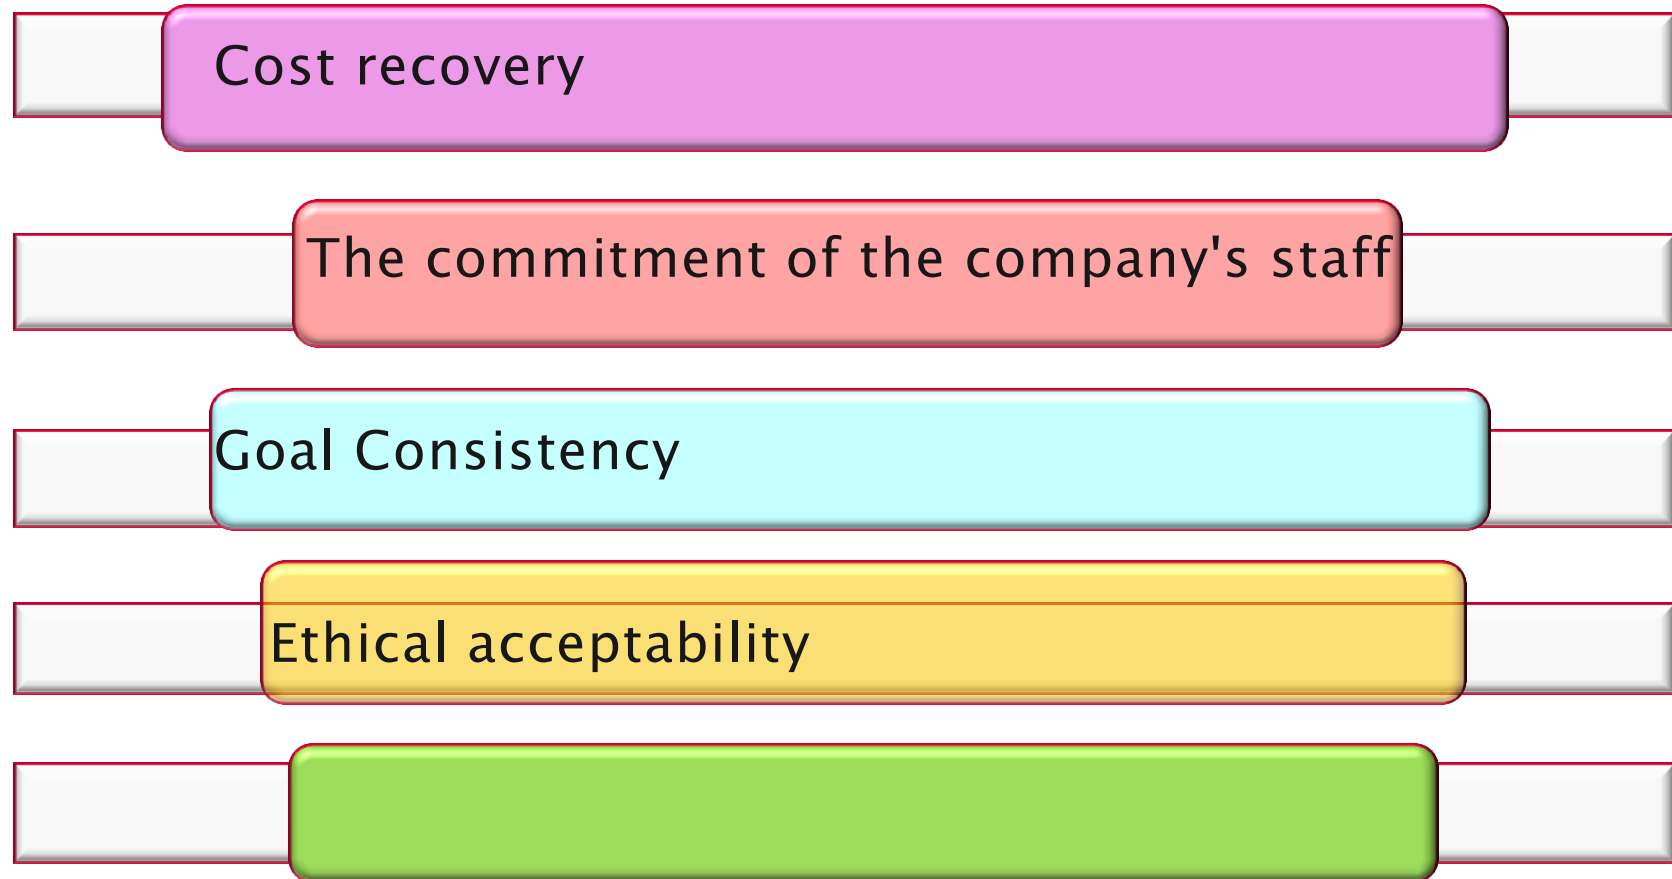 Cost recovery
The commitment of the company's staff
Goal Consistency
Ethical acceptability